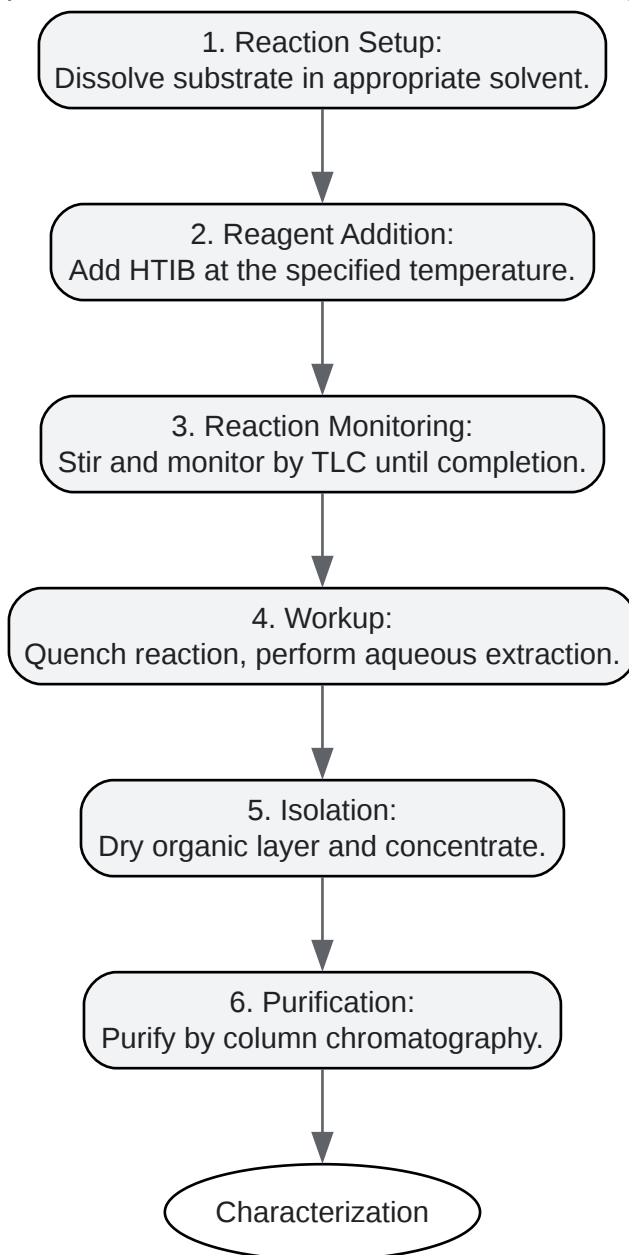 1. Reaction Setup:
Dissolve substrate in appropriate solvent.
2. Reagent Addition:
Add HTIB at the specified temperature.
3. Reaction Monitoring:
Stir and monitor by TLC until completion.
4. Workup:
Quench reaction, perform aqueous extraction.
5. Isolation:
Dry organic layer and concentrate.
6. Purification:
Purify by column chromatography.
Characterization